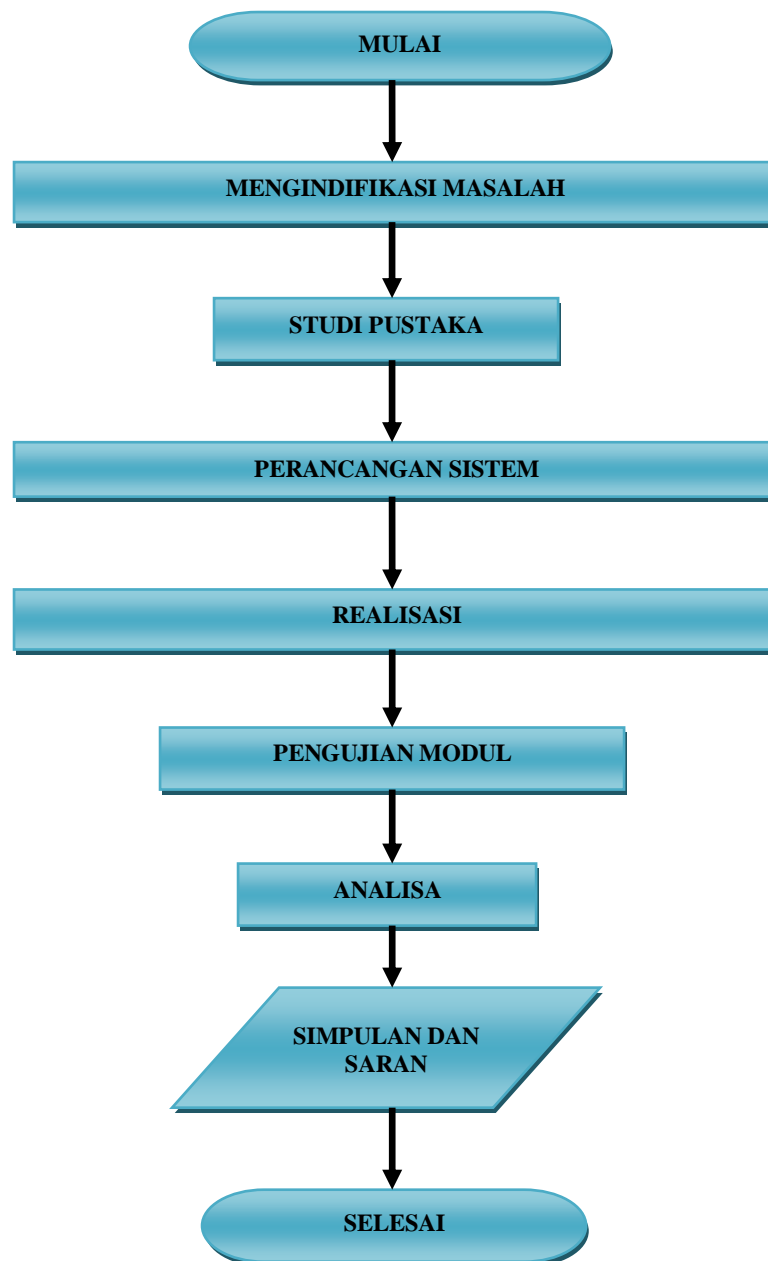 MULAI
MENGINDIFIKASI MASALAH
STUDI PUSTAKA
PERANCANGAN SISTEM
REALISASI
PENGUJIAN MODUL
ANALISA
SIMPULAN DAN
SARAN
SELESAI